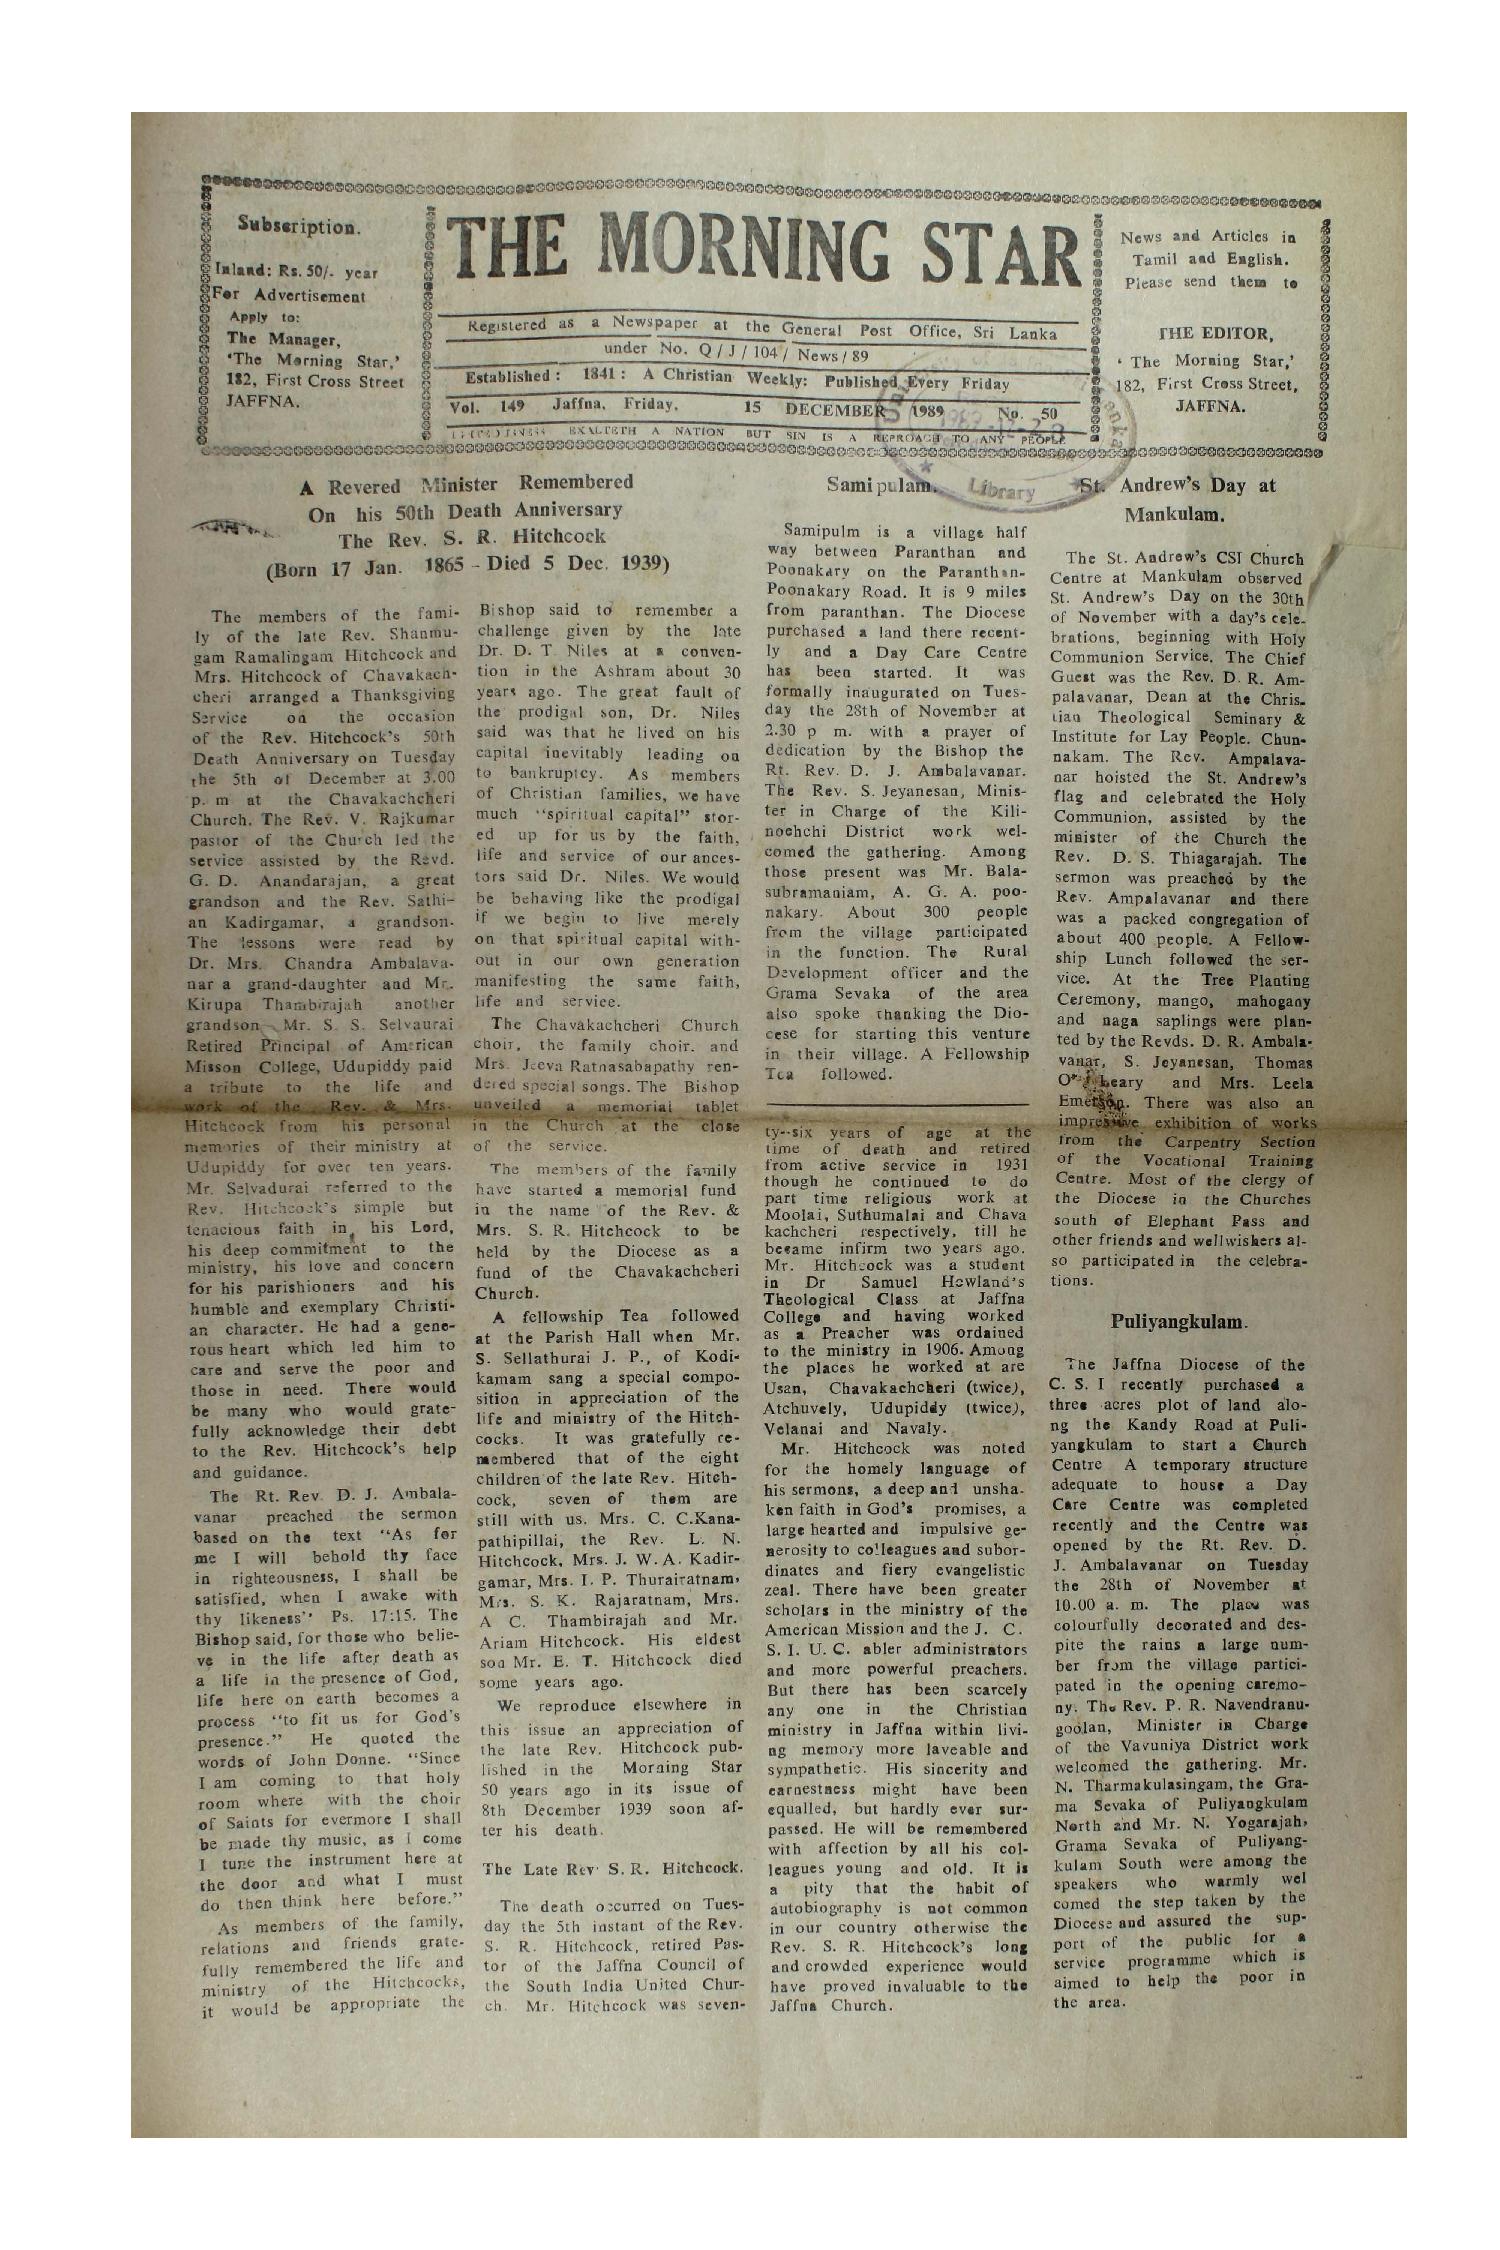 Subscription.
Inland: Rs. 50/- year
For Advertisement
Apply to:
The Manager,
‘The Morning Star,’
182, First Cross Street
JAFFNA.
THE MORNING STAR
Registered as a Newspaper at the General Post Office, Sri Lanka
under No. Q / J / 104 / News / 89
Established : 1841 : A Christian Weekly: Published Every Friday
Vol. 149 Jaffna, Friday, 15 DECEMBER 1989 No. 50
EXALTETH A NATION BUT SIN IS A REPROACH TO ANY PEOPLE
News and Articles in
Tamil and English.
Please send them to
THE EDITOR,
‘ The Morning Star,’
182, First Cross Street,
JAFFNA.
Library
A Revered Minister Remembered
On his 50th Death Anniversary
The Rev. S. R. Hitchcock
(Born 17 Jan. 1865 - Died 5 Dec. 1939)
The members of the fami-
ly of the late Rev. Shanmu-
gam Ramalingam Hitchcock and
Mrs. Hitchcock of Chavakach-
cheri arranged a Thanksgiving
Service on the occasion
of the Rev. Hitchcock’s 50th
Death Anniversary on Tuesday
the 5th of December at 3.00
p. m at the Chavakachcheri
Church. The Rev. V. Rajkumar
pastor of the Church led the
service assisted by the Revd.
G. D. Anandarajan, a great
grandson and the Rev. Sathi-
an Kadirgamar, a grandson.
The lessons were read by
Dr. Mrs. Chandra Ambalava-
nar a grand-daughter and Mr.
Kirupa Thambirajah another
grandson Mr. S. S. Selvaurai
Retired Principal of American
Misson College, Udupiddy paid
a tribute to the life and
work of the Rev. & Mrs.
Hitchcock from his personal
memories of their ministry at
Udupiddy for over ten years.
Mr. Selvadurai referred to the
Rev. Hitchcock’s simple but
tenacious faith in his Lord,
his deep commitment to the
ministry, his love and concern
for his parishioners and his
humble and exemplary Christi-
an character. He had a gene-
rous heart which led him to
care and serve the poor and
those in need. There would
be many who would grate-
fully acknowledge their debt
to the Rev. Hitchcock’s help
and guidance.
The Rt. Rev. D. J. Ambala-
vanar preached the sermon
based on the text “As for
me I will behold thy face
in righteousness, I shall be
satisfied, when I awake with
thy likeness’’ Ps. 17:15. The
Bishop said, for those who belie-
ve in the life after death as
a life in the presence of God,
life here on earth becomes a
process “to fit us for God’s
presence.” He quoted the
words of John Donne. “Since
I am coming to that holy
room where with the choir
of Saints for evermore I shall
be made thy music, as I come
I tune the instrument here at
the door and what I must
do then think here before.”
As members of the family,
relations and friends grate-
fully remembered the life and
ministry of the Hitchcocks,
it would be appropriate the
Bishop said to remember a
challenge given by the late
Dr. D. T. Niles at a conven-
tion in the Ashram about 30
years ago. The great fault of
the prodigal son, Dr. Niles
said was that he lived on his
capital inevitably leading on
to bankruptcy. As members
of Christian families, we have
much “spiritual capital” stor-
ed up for us by the faith,
life and service of our ances-
tors said Dr. Niles. We would
be behaving like the prodigal
if we begin to live merely
on that spiritual capital with-
out in our own generation
manifesting the same faith,
life and service.
The Chavakachcheri Church
choir, the family choir. and
Mrs. Jeeva Ratnasabapathy ren-
dered special songs. The Bishop
unveiled a memorial tablet
in the Church at the close
of the service.
The members of the family
have started a memorial fund
in the name of the Rev. &
Mrs. S. R. Hitchcock to be
held by the Diocese as a
fund of the Chavakachcheri
Church.
A fellowship Tea followed
at the Parish Hall when Mr.
S. Sellathurai J. P., of Kodi-
kamam sang a special compo-
sition in appreciation of the
life and ministry of the Hitch-
cocks. It was gratefully re-
membered that of the eight
children of the late Rev. Hitch-
cock, seven of them are
still with us. Mrs. C. C.Kana-
pathipillai, the Rev. L. N.
Hitchcock, Mrs. J. W. A. Kadir-
gamar, Mrs. I. P. Thurairatnam,
Mrs. S. K. Rajaratnam, Mrs.
A C. Thambirajah and Mr.
Ariam Hitchcock. His eldest
son Mr. E. T. Hitchcock died
some years ago.
We reproduce elsewhere in
this issue an appreciation of
the late Rev. Hitchcock pub-
lished in the Morning Star
50 years ago in its issue of
8th December 1939 soon af-
ter his death.
The Late Rev. S. R. Hitchcock.
The death occurred on Tues-
day the 5th instant of the Rev.
S. R. Hitchcock, retired Pas-
tor of the Jaffna Council of
the South India United Chur-
ch. Mr. Hitchcock was seven-
Samipulam.
Samipulm is a village half
way between Paranthan and
Poonakary on the Paranthan-
Poonakary Road. It is 9 miles
from paranthan. The Diocese
purchased a land there recent-
ly and a Day Care Centre
has been started. It was
formally inaugurated on Tues-
day the 28th of November at
2.30 p m. with a prayer of
dedication by the Bishop the
Rt. Rev. D. J. Ambalavanar.
The Rev. S. Jeyanesan, Minis-
ter in Charge of the Kili-
nochchi District work wel-
comed the gathering. Among
those present was Mr. Bala-
subramaniam, A. G. A. poo-
nakary. About 300 people
from the village participated
in the function. The Rural
Development officer and the
Grama Sevaka of the area
also spoke thanking the Dio-
cese for starting this venture
in their village. A Fellowship
Tea followed.
ty--six years of age at the
time of death and retired
from active service in 1931
though he continued to do
part time religious work at
Moolai, Suthumalai and Chava
kachcheri respectively, till he
became infirm two years ago.
Mr. Hitchcock was a student
in Dr Samuel Howland’s
Theological Class at Jaffna
College and having worked
as a Preacher was ordained
to the ministry in 1906. Among
the places he worked at are
Usan, Chavakachcheri (twice),
Atchuvely, Udupiddy (twice),
Velanai and Navaly.
Mr. Hitchcock was noted
for the homely language of
his sermons, a deep and unsha-
ken faith in God’s promises, a
large hearted and impulsive ge-
nerosity to colleagues and subor-
dinates and fiery evangelistic
zeal. There have been greater
scholars in the ministry of the
American Mission and the J. C.
S. I. U. C. abler administrators
and more powerful preachers.
But there has been scarcely
any one in the Christian
ministry in Jaffna within livi-
ng memory more laveable and
sympathetic. His sincerity and
earnestness might have been
equalled, but hardly ever sur-
passed. He will be remembered
with affection by all his col-
leagues young and old. It is
a pity that the habit of
autobiography is not common
in our country otherwise the
Rev. S. R. Hitchcock’s long
and crowded experience would
have proved invaluable to the
Jaffna Church.
St. Andrew’s Day at
Mankulam.
The St. Andrew’s CSI Church
Centre at Mankulam observed
St. Andrew’s Day on the 30th
of November with a day’s cele-
brations, beginning with Holy
Communion Service. The Chief
Guest was the Rev. D. R. Am-
palavanar, Dean at the Chris-
tian Theological Seminary &
Institute for Lay People. Chun-
nakam. The Rev. Ampalava-
nar hoisted the St. Andrew’s
flag and celebrated the Holy
Communion, assisted by the
minister of the Church the
Rev. D. S. Thiagarajah. The
sermon was preached by the
Rev. Ampalavanar and there
was a packed congregation of
about 400 people. A Fellow-
ship Lunch followed the ser-
vice. At the Tree Planting
Ceremony, mango, mahogany
and naga saplings were plan-
ted by the Revds. D. R. Ambala-
vanar, S. Jeyanesan, Thomas
O’ Leary and Mrs. Leela
Emerson. There was also an
impressive exhibition of works
from the Carpentry Section
of the Vocational Training
Centre. Most of the clergy of
the Diocese in the Churches
south of Elephant Pass and
other friends and wellwishers al-
so participated in the celebra-
tions.
Puliyangkulam.
The Jaffna Diocese of the
C. S. I recently purchased a
three acres plot of land alo-
ng the Kandy Road at Puli-
yangkulam to start a Church
Centre A temporary structure
adequate to house a Day
Care Centre was completed
recently and the Centre was
opened by the Rt. Rev. D.
J. Ambalavanar on Tuesday
the 28th of November at
10.00 a. m. The place was
colourfully decorated and des-
pite the rains a large num-
ber from the village partici-
pated in the opening caremo-
ny. The Rev. P. R. Navendranu-
goolan, Minister in Charge
of the Vavuniya District work
welcomed the gathering. Mr.
N. Tharmakulasingam, the Gra-
ma Sevaka of Puliyangkulam
North and Mr. N. Yogarajah,
Grama Sevaka of Puliyang-
kulam South were among the
speakers who warmly wel
comed the step taken by the
Diocese and assured the sup-
port of the public for a
service programme which is
aimed to help the poor in
the area.